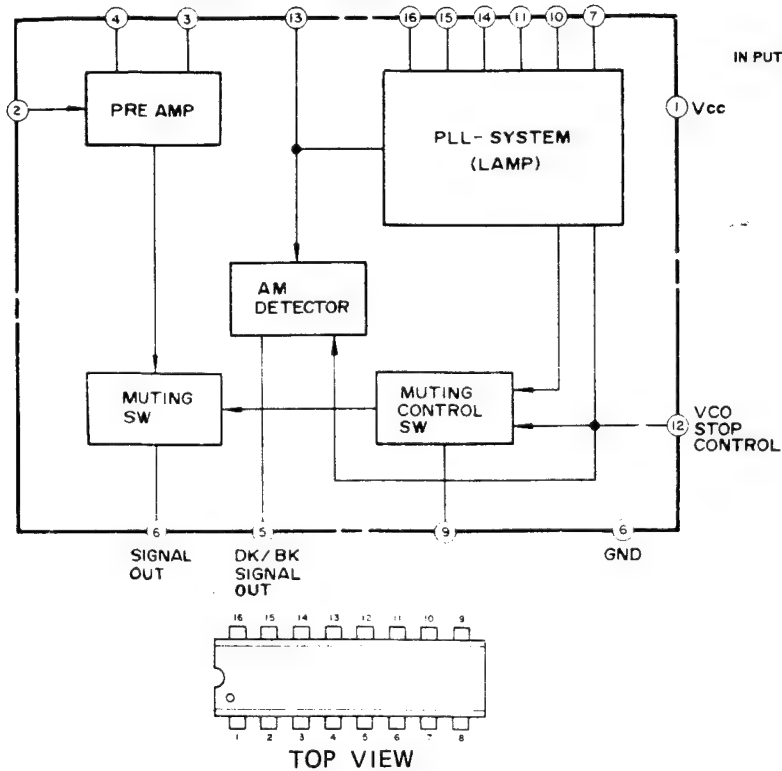 4 3 13 16 15 14 11 10 7
IN PUT
2
PRE AMP
PLL-SYSTEM
(LAMP)
1 Vcc
AM
DETECTOR
MUTING
SW
MUTING
CONTROL
SW
12
VCO
STOP
CONTROL
6
SIGNAL
OUT
5
DK/BK
SIGNAL
OUT
9
6
GND
16 15 14 13 12 11 10 9
1 2 3 4 5 6 7 8
TOP VIEW